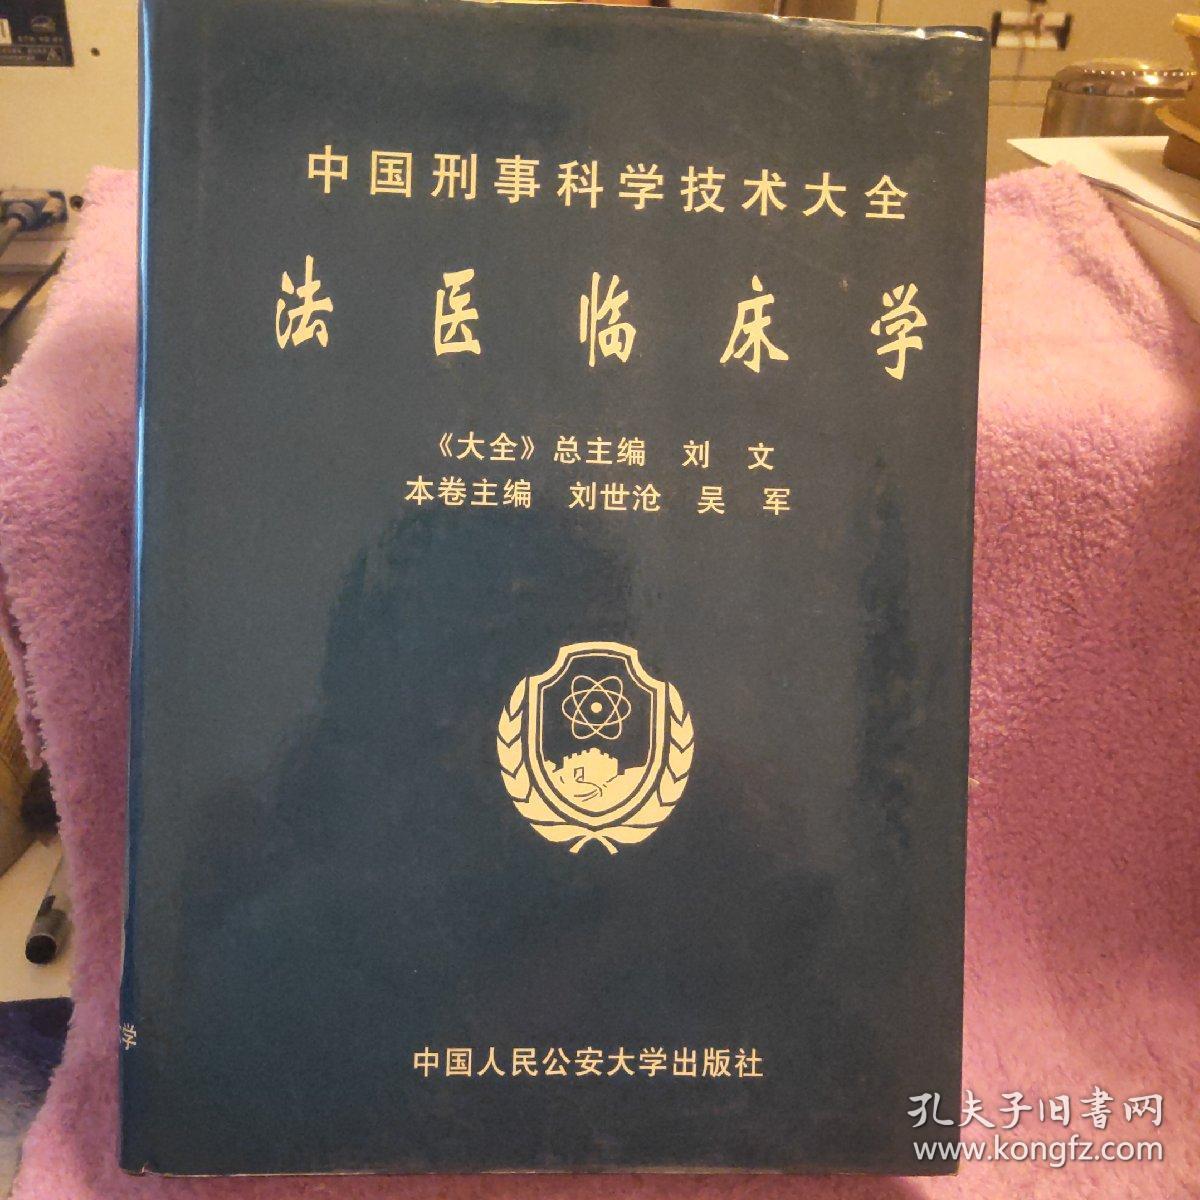 中国刑事科学技术大全
法医临床学
《大全》总主编 刘 文
本卷主编 刘世沧 吴 军
中国人民公安大学出版社
学
孔夫子旧书网
www.kongfz.com